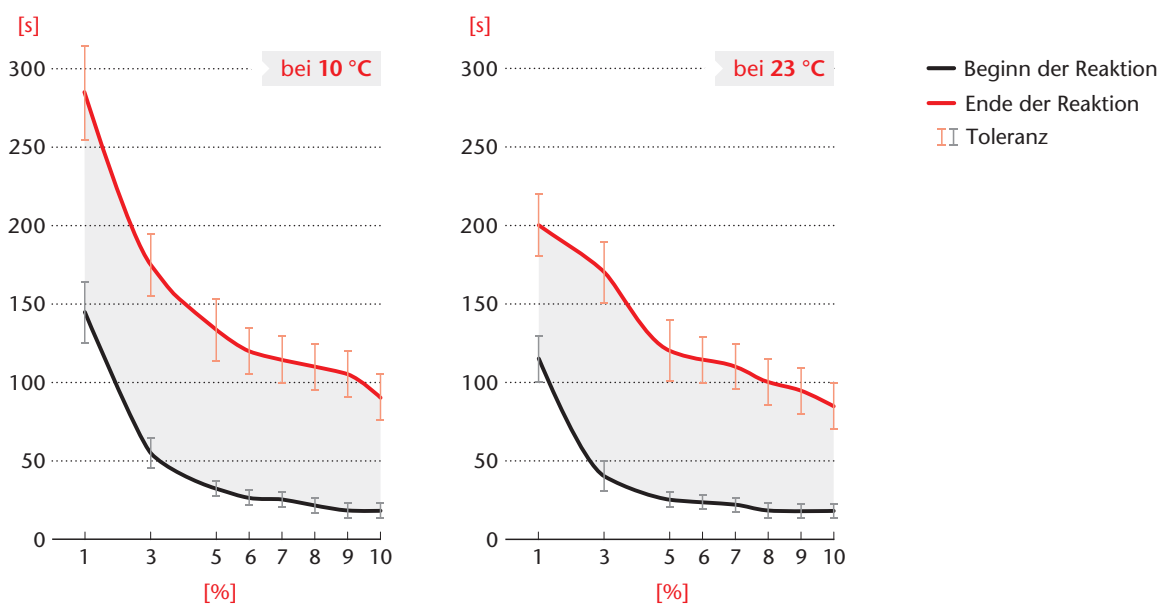 [s]
bei 10 °C
300
250
200
150
100
50
0
1 3 5 6 7 8 9 10
[%]
[s]
bei 23 °C
300
250
200
150
100
50
0
1 3 5 6 7 8 9 10
[%]
Beginn der Reaktion
Ende der Reaktion
Toleranz